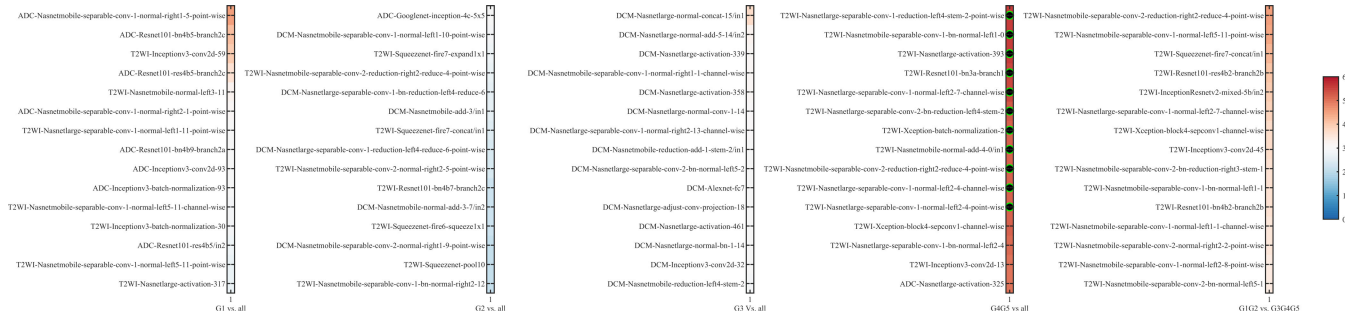 ADC-Nasnetmobile-separable-conv-1-normal-right1-5-point-wise
ADC-Resnet101-bn4b5-branch2c
T2WI-Inceptionv3-conv2d-59
ADC-Resnet101-res4b5-branch2c
T2WI-Nasnetmobile-normal-left3-11
ADC-Nasnetmobile-separable-conv-1-normal-right2-1-point-wise
T2WI-Nasnetlarge-separable-conv-1-normal-left1-11-point-wise
ADC-Resnet101-bn4b9-branch2a
ADC-Inceptionv3-conv2d-93
ADC-Inceptionv3-batch-normalization-93
T2WI-Nasnetmobile-separable-conv-1-normal-left5-11-channel-wise
T2WI-Inceptionv3-batch-normalization-30
ADC-Resnet101-res4b5/in2
T2WI-Nasnetmobile-separable-conv-1-normal-left5-11-point-wise
T2WI-Nasnetlarge-activation-317
1
G1 vs. all
ADC-Googlenet-inception-4c-5x5
DCM-Nasnetmobile-separable-conv-1-normal-left1-10-point-wise
T2WI-Squeezenet-fire7-expand1x1
T2WI-Nasnetmobile-separable-conv-2-reduction-right2-reduce-4-point-wise
DCM-Nasnetlarge-separable-conv-1-bn-reduction-left4-reduce-6
DCM-Nasnetmobile-add-3/in1
T2WI-Squeezenet-fire7-concat/in1
DCM-Nasnetlarge-separable-conv-1-reduction-left4-reduce-6-point-wise
T2WI-Nasnetmobile-separable-conv-2-normal-right2-5-point-wise
T2WI-Resnet101-bn4b7-branch2c
DCM-Nasnetmobile-normal-add-3-7/in2
T2WI-Squeezenet-fire6-squeeze1x1
DCM-Nasnetmobile-separable-conv-2-normal-right1-9-point-wise
T2WI-Squeezenet-pool10
T2WI-Nasnetmobile-separable-conv-1-bn-normal-right2-12
1
G2 vs. all
DCM-Nasnetlarge-normal-concat-15/in1
DCM-Nasnetlarge-normal-add-5-14/in2
DCM-Nasnetlarge-activation-339
DCM-Nasnetmobile-separable-conv-1-normal-right1-1-channel-wise
DCM-Nasnetlarge-activation-358
DCM-Nasnetlarge-normal-conv-1-14
DCM-Nasnetlarge-separable-conv-1-normal-right2-13-channel-wise
DCM-Nasnetmobile-reduction-add-1-stem-2/in1
DCM-Nasnetlarge-separable-conv-2-bn-normal-left5-2
DCM-Alexnet-fc7
DCM-Nasnetlarge-adjust-conv-projection-18
DCM-Nasnetlarge-activation-461
DCM-Nasnetlarge-normal-bn-1-14
DCM-Inceptionv3-conv2d-32
DCM-Nasnetmobile-reduction-left4-stem-2
1
G3 Vs. all
T2WI-Nasnetlarge-separable-conv-1-reduction-left4-stem-2-point-wise
T2WI-Nasnetlarge-separable-conv-1-bn-normal-left1-0
T2WI-Nasnetlarge-activation-393
T2WI-Resnet101-bn3a-branch1
T2WI-Nasnetlarge-separable-conv-1-normal-left2-7-channel-wise
T2WI-Nasnetlarge-separable-conv-2-bn-reduction-left4-stem-2
T2WI-Xception-batch-normalization-2
T2WI-Nasnetmobile-normal-add-4-0/in1
T2WI-Nasnetmobile-separable-conv-2-reduction-right2-reduce-4-point-wise
T2WI-Nasnetlarge-separable-conv-1-normal-left2-4-channel-wise
T2WI-Nasnetlarge-separable-conv-1-normal-left2-4-point-wise
T2WI-Xception-block4-sepconv1-channel-wise
T2WI-Nasnetlarge-separable-conv-1-bn-normal-left2-4
T2WI-Inceptionv3-conv2d-13
ADC-Nasnetlarge-activation-325
1
G4G5 vs all
T2WI-Nasnetmobile-separable-conv-2-reduction-right2-reduce-4-point-wise
T2WI-Nasnetmobile-separable-conv-1-normal-left5-11-point-wise
T2WI-Squeezenet-fire7-concat/in1
T2WI-Resnet101-res4b2-branch2b
T2WI-InceptionResnetv2-mixed-5b/in2
T2WI-Nasnetlarge-separable-conv-1-normal-left2-7-channel-wise
T2WI-Xception-block4-sepconv1-channel-wise
T2WI-Inceptionv3-conv2d-45
T2WI-Nasnetmobile-separable-conv-2-bn-reduction-right3-stem-1
T2WI-Nasnetmobile-separable-conv-1-bn-normal-left1-1
T2WI-Resnet101-bn4b2-branch2b
T2WI-Nasnetmobile-separable-conv-1-normal-left1-1-channel-wise
T2WI-Nasnetmobile-separable-conv-2-normal-right2-2-point-wise
T2WI-Nasnetmobile-separable-conv-1-normal-left2-8-point-wise
T2WI-Nasnetmobile-separable-conv-2-bn-normal-left5-1
1
G1G2 vs. G3G4G5
6
5
4
3
2
1
0